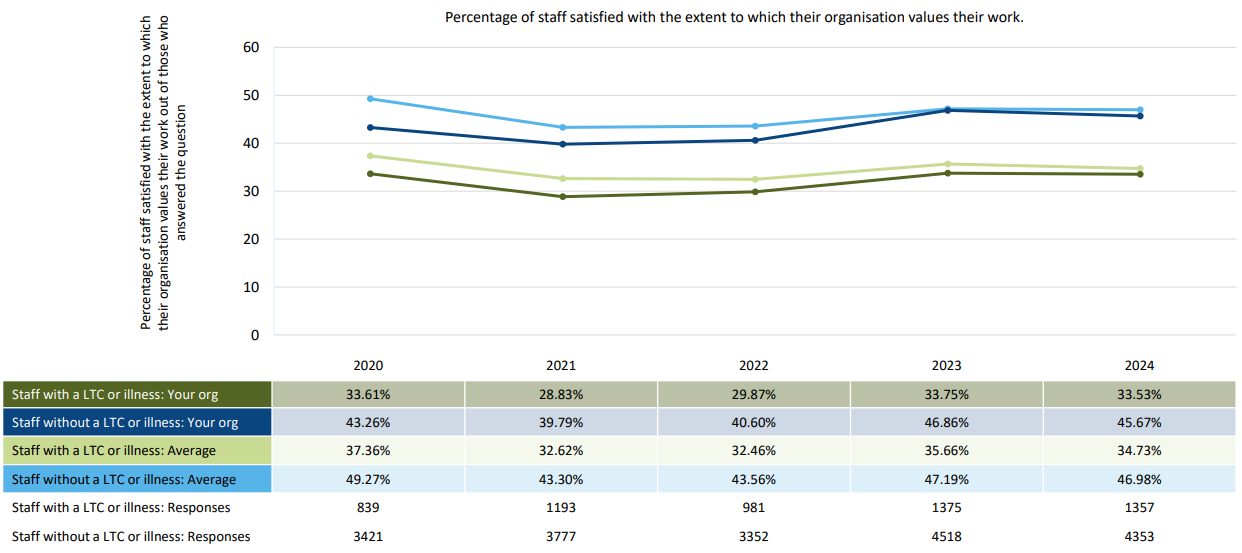 Percentage of staff satisfied with the extent to which their organisation values their work.
Percentage of staff satisfied with the extent to which
their organisation values their work out of those who
answered the question
60
50
40
30
20
10
0
2020 2021 2022 2023 2024
Staff with a LTC or illness: Your org 33.61% 28.83% 29.87% 33.75% 33.53%
Staff without a LTC or illness: Your org 43.26% 39.79% 40.60% 46.86% 45.67%
Staff with a LTC or illness: Average 37.36% 32.62% 32.46% 35.66% 34.73%
Staff without a LTC or illness: Average 49.27% 43.30% 43.56% 47.19% 46.98%
Staff with a LTC or illness: Responses 839 1193 981 1375 1357
Staff without a LTC or illness: Responses 3421 3777 3352 4518 4353